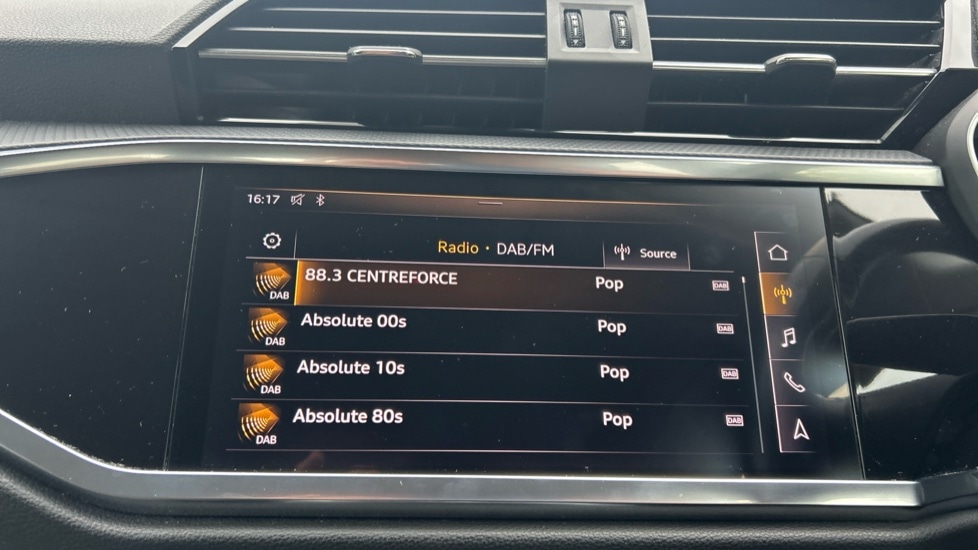 16:17
Radio • DAB/FM Source
88.3 CENTREFORCE Pop DAB
DAB
Absolute 00s Pop DAB
DAB
Absolute 10s Pop DAB
DAB
Absolute 80s Pop DAB
DAB